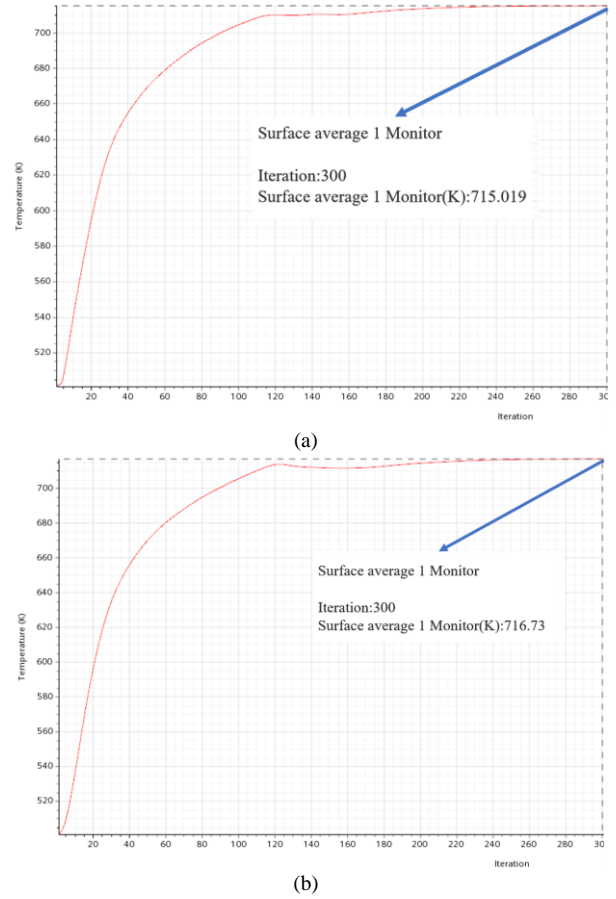 700
680
660
640
620
600
580
560
540
520
Temperature (K)
Surface average 1 Monitor
Iteration:300
Surface average 1 Monitor(K):715.019
20 40 60 80 100 120 140 160 180 200 220 240 260 280 30
Iteration
(a)
700
680
660
640
620
600
580
560
540
520
Temperature (K)
Surface average 1 Monitor
Iteration:300
Surface average 1 Monitor(K):716.73
20 40 60 80 100 120 140 160 180 200 220 240 260 280 30
Iteration
(b)